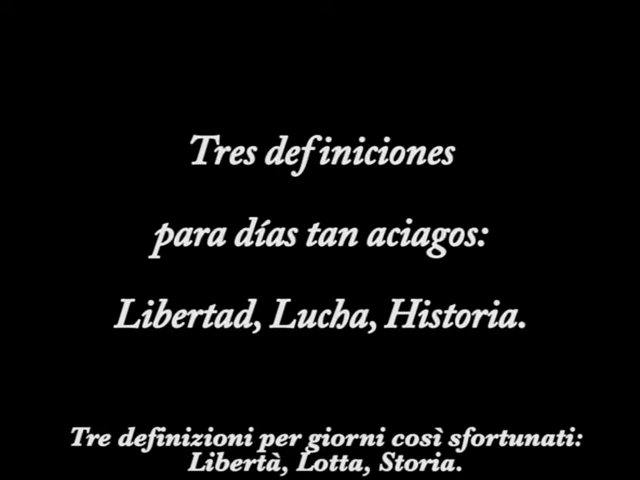 Tres definiciones
para días tan aciagos:
Libertad, Lucha, Historia.
Tre definizioni per giorni così sfortunati:
Libertà, Lotta, Storia.